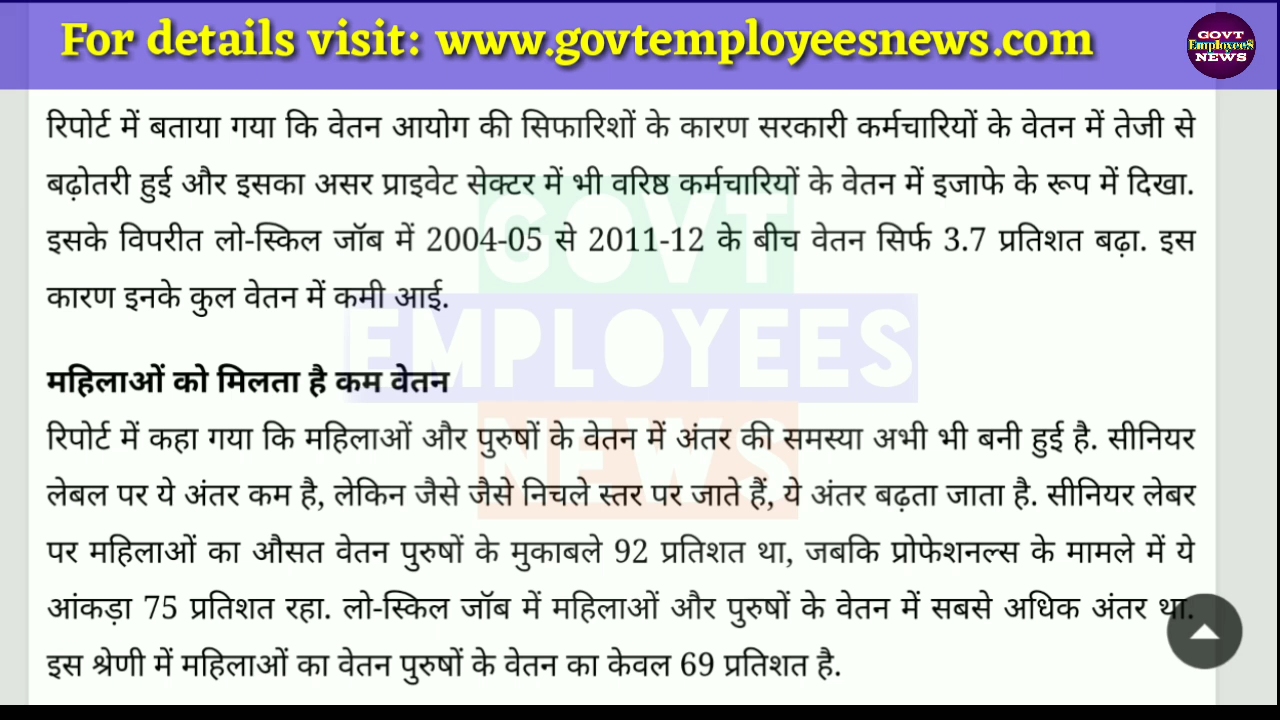 For details visit: www.govtemployeesnews.com
GOVT
EmployeeS
NEWS
रिपोर्ट में बताया गया कि वेतन आयोग की सिफारिशों के कारण सरकारी कर्मचारियों के वेतन में तेजी से
बढ़ोतरी हुई और इसका असर प्राइवेट सेक्टर में भी वरिष्ठ कर्मचारियों के वेतन में इजाफे के रूप में दिखा.
इसके विपरीत लो-स्किल जॉब में 2004-05 से 2011-12 के बीच वेतन सिर्फ 3.7 प्रतिशत बढ़ा. इस
कारण इनके कुल वेतन में कमी आई.
GOVT
EMPLOYEES
NEWS
महिलाओं को मिलता है कम वेतन
रिपोर्ट में कहा गया कि महिलाओं और पुरुषों के वेतन में अंतर की समस्या अभी भी बनी हुई है. सीनियर
लेबल पर ये अंतर कम है, लेकिन जैसे जैसे निचले स्तर पर जाते हैं, ये अंतर बढ़ता जाता है. सीनियर लेबर
पर महिलाओं का औसत वेतन पुरुषों के मुकाबले 92 प्रतिशत था, जबकि प्रोफेशनल्स के मामले में ये
आंकड़ा 75 प्रतिशत रहा. लो-स्किल जॉब में महिलाओं और पुरुषों के वेतन में सबसे अधिक अंतर था.
इस श्रेणी में महिलाओं का वेतन पुरुषों के वेतन का केवल 69 प्रतिशत है.